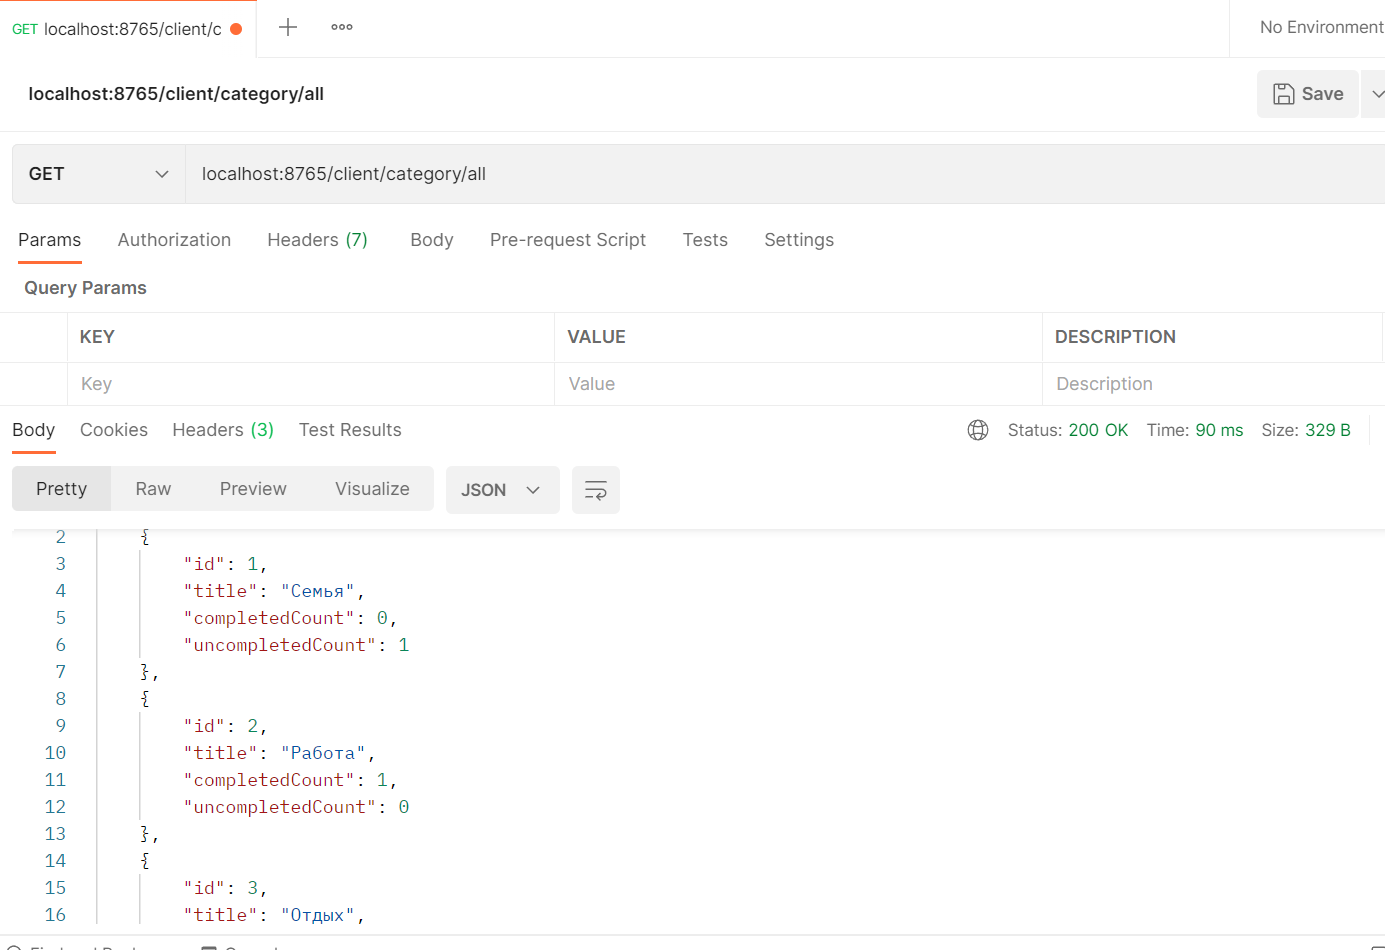 GET localhost:8765/client/c
No Environment
localhost:8765/client/category/all
Save
GET localhost:8765/client/category/all
Params Authorization Headers (7) Body Pre-request Script Tests Settings
Query Params
KEY VALUE DESCRIPTION
Key Value Description
Body Cookies Headers (3) Test Results Status: 200 OK Time: 90 ms Size: 329 B
Pretty Raw Preview Visualize JSON
2 {
3 "id": 1,
4 "title": "Семья",
5 "completedCount": 0,
6 "uncompletedCount": 1
7 },
8 {
9 "id": 2,
10 "title": "Работа",
11 "completedCount": 1,
12 "uncompletedCount": 0
13 },
14 {
15 "id": 3,
16 "title": "Отдых",